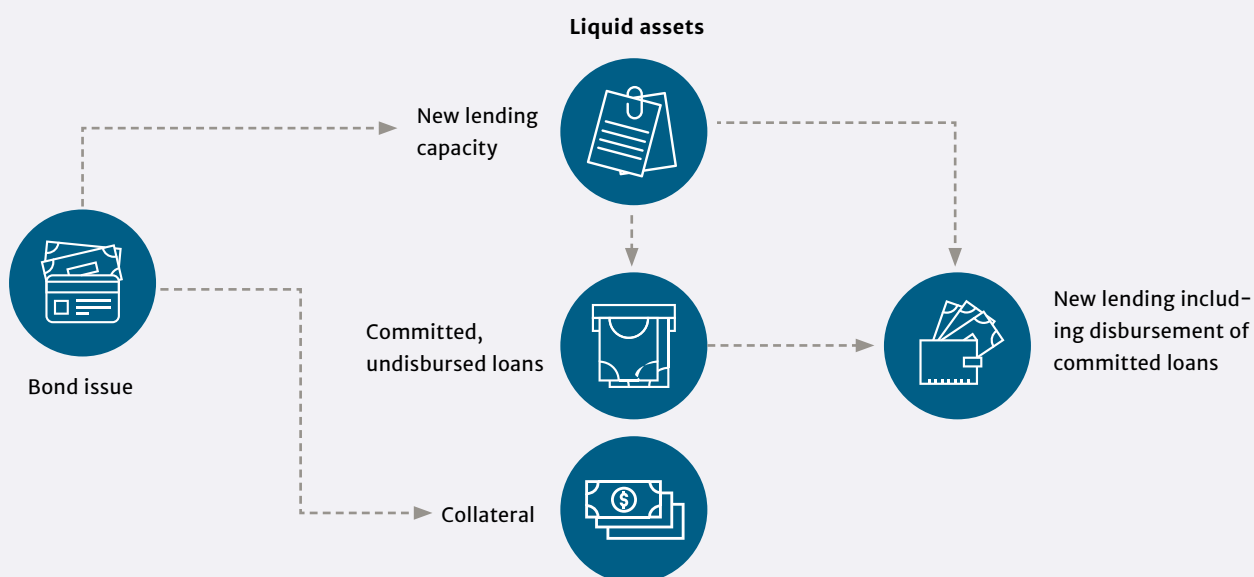 Liquid assets
New lending
capacity
Bond issue
Committed,
undisbursed loans
New lending includ-
ing disbursement of
committed loans
Collateral
$